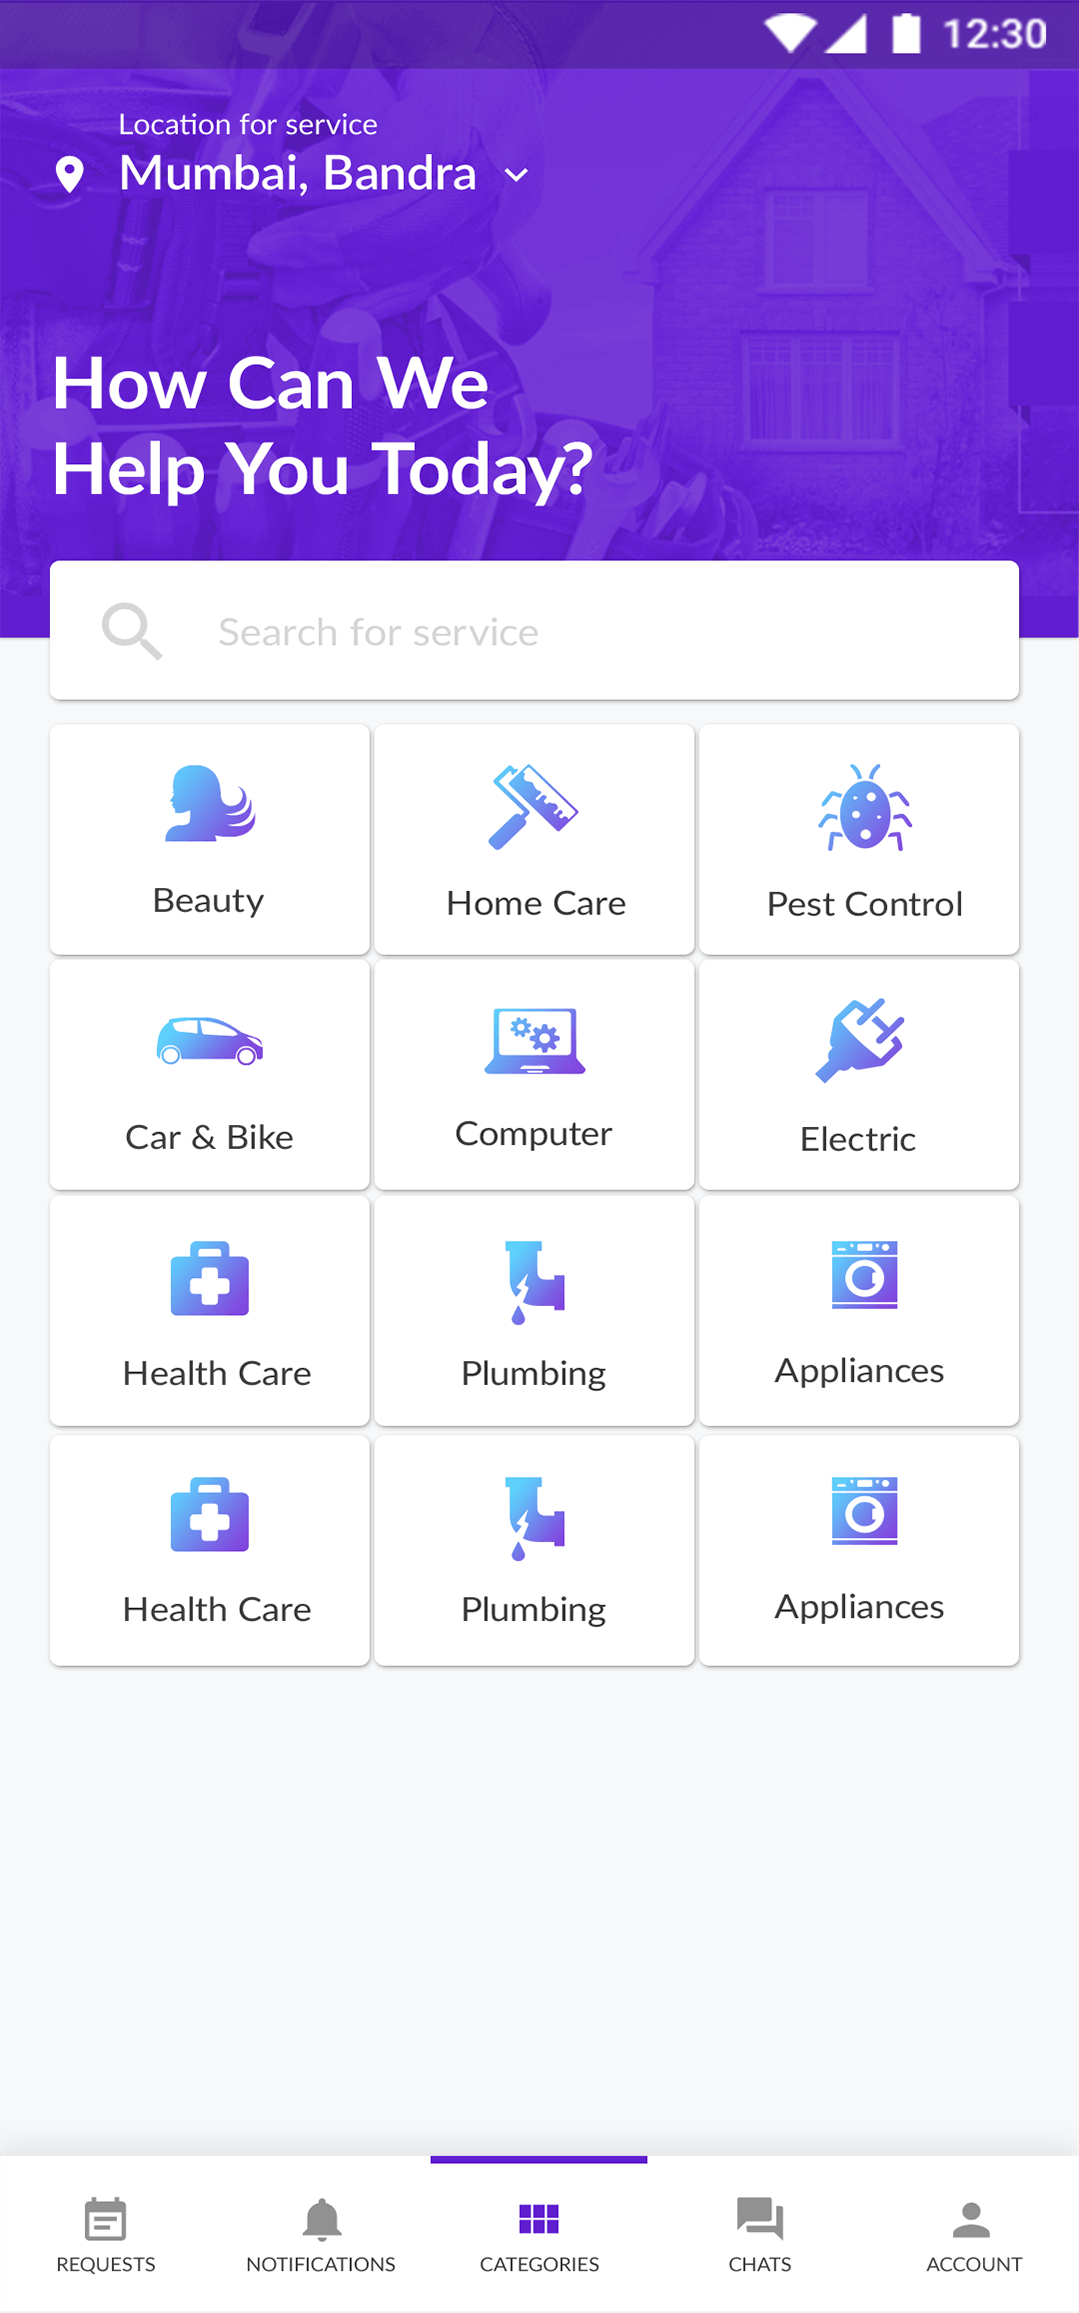 12:30
Location for service
Mumbai, Bandra
How Can We
Help You Today?
Search for service
Beauty
Home Care
Pest Control
Car & Bike
Computer
Electric
Health Care
Plumbing
Appliances
Health Care
Plumbing
Appliances
REQUESTS
NOTIFICATIONS
CATEGORIES
CHATS
ACCOUNT